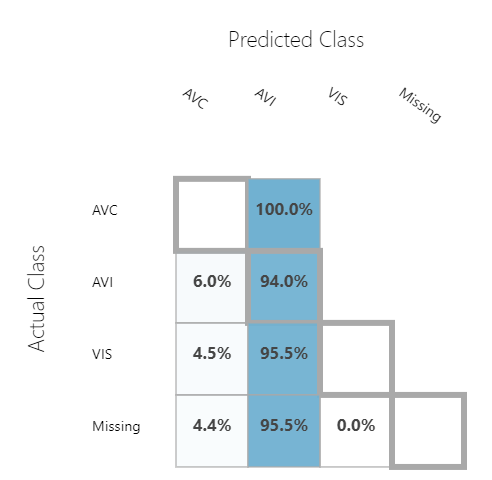 Predicted Class
AVC AVI VIS Missing
Actual Class
AVC 100.0%
AVI 6.0% 94.0%
VIS 4.5% 95.5%
Missing 4.4% 95.5% 0.0%